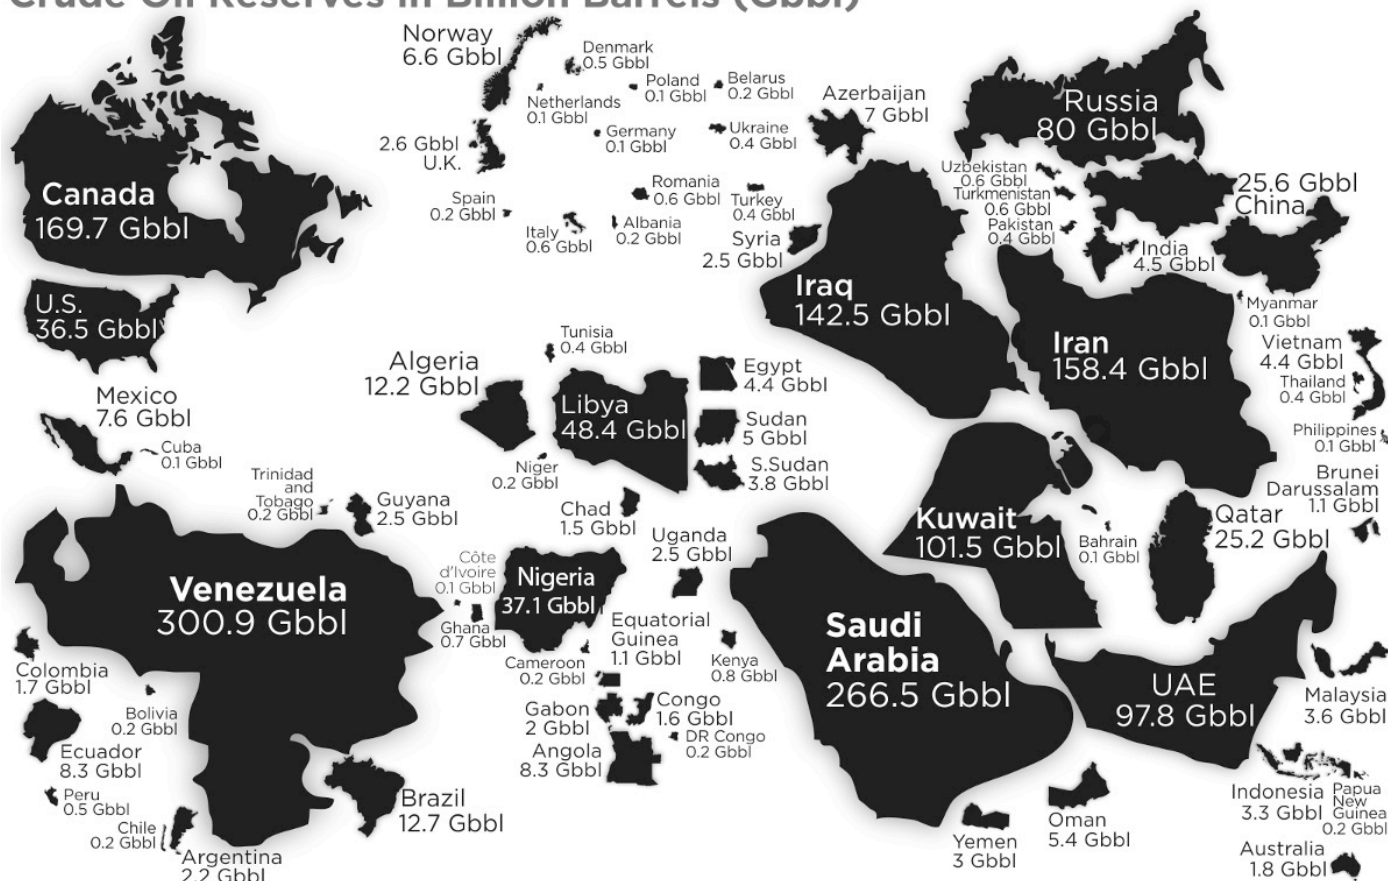 Crude Oil Reserves in Billion Barrels (Gbbl)
Norway
6.6 Gbbl
Denmark
0.5 Gbbl
Poland
0.1 Gbbl
Belarus
0.2 Gbbl
Netherlands
0.1 Gbbl
Azerbaijan
7 Gbbl
Russia
80 Gbbl
2.6 Gbbl
U.K.
Germany
0.1 Gbbl
Ukraine
0.4 Gbbl
Canada
169.7 Gbbl
Spain
0.2 Gbbl
Romania
0.6 Gbbl
Turkey
0.4 Gbbl
Italy
0.6 Gbbl
Albania
0.2 Gbbl
Syria
2.5 Gbbl
Uzbekistan
0.6 Gbbl
Turkmenistan
0.6 Gbbl
Pakistan
0.4 Gbbl
25.6 Gbbl
China
India
4.5 Gbbl
U.S.
36.5 Gbbl
Iraq
142.5 Gbbl
Iran
158.4 Gbbl
Myanmar
0.1 Gbbl
Vietnam
4.4 Gbbl
Thailand
0.4 Gbbl
Philippines
0.1 Gbbl
Mexico
7.6 Gbbl
Cuba
0.1 Gbbl
Algeria
12.2 Gbbl
Tunisia
0.4 Gbbl
Libya
48.4 Gbbl
Egypt
4.4 Gbbl
Sudan
5 Gbbl
S.Sudan
3.8 Gbbl
Niger
0.2 Gbbl
Chad
1.5 Gbbl
Trinidad
and
Tobago
0.2 Gbbl
Guyana
2.5 Gbbl
Uganda
2.5 Gbbl
Kuwait
101.5 Gbbl
Bahrain
0.1 Gbbl
Qatar
25.2 Gbbl
Brunei
Darussalam
1.1 Gbbl
Venezuela
300.9 Gbbl
Côte
d'Ivoire
0.1 Gbbl
Nigeria
37.1 Gbbl
Ghana
0.7 Gbbl
Equatorial
Guinea
1.1 Gbbl
Cameroon
0.2 Gbbl
Kenya
0.8 Gbbl
Saudi
Arabia
266.5 Gbbl
UAE
97.8 Gbbl
Malaysia
3.6 Gbbl
Colombia
1.7 Gbbl
Bolivia
0.2 Gbbl
Gabon
2 Gbbl
Congo
1.6 Gbbl
DR Congo
0.2 Gbbl
Angola
8.3 Gbbl
Ecuador
8.3 Gbbl
Peru
0.5 Gbbl
Chile
0.2 Gbbl
Argentina
2.2 Gbbl
Brazil
12.7 Gbbl
Yemen
3 Gbbl
Oman
5.4 Gbbl
Indonesia
3.3 Gbbl
Papua
New
Guinea
0.2 Gbbl
Australia
1.8 Gbbl